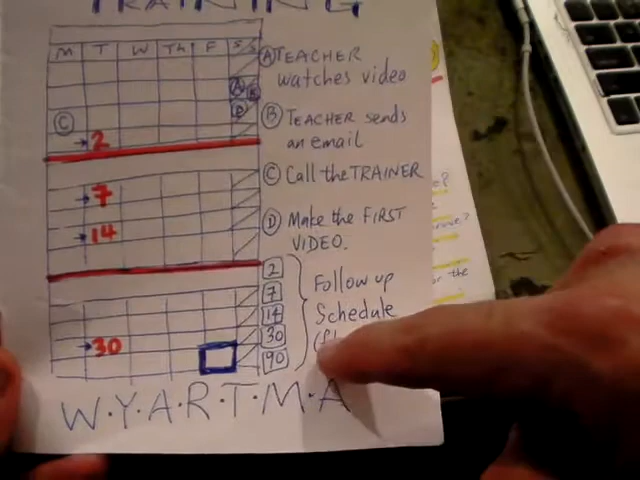 TRAINING
M T W Th F S S
Ⓐ TEACHER
watches video
Ⓑ TEACHER sends
an email
Ⓒ Call the TRAINER
Ⓓ Make the FIRST
VIDEO.
A
B
D
C
→ 2
→ 7
→ 14
→ 30
2
7
14
30
90
Follow up
Schedule
W·Y·A·R·T·M·A